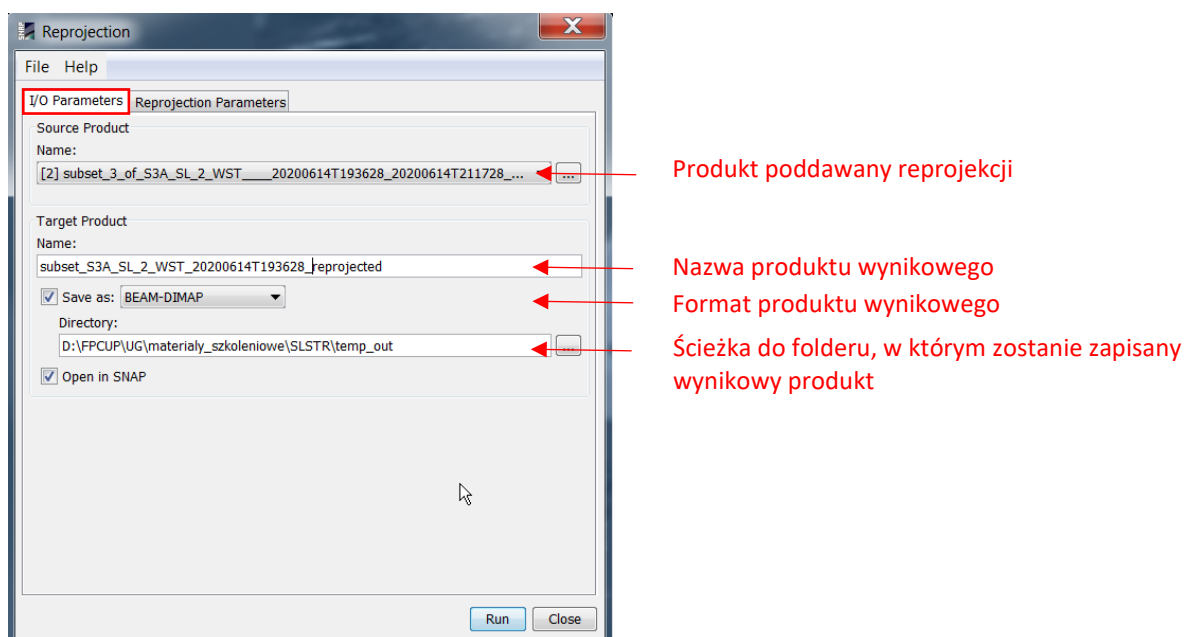 Reprojection
File Help
I/O Parameters Reprojection Parameters
Source Product
Name:
[2] subset_3_of_S3A_SL_2_WST____20200614T193628_20200614T211728_... ...
Produkt poddawany reprojekcji
Target Product
Name:
subset_S3A_SL_2_WST_20200614T193628_reprojected
Nazwa produktu wynikowego
Save as: BEAM-DIMAP
Format produktu wynikowego
Directory:
D:\FPCUP\UG\materialy_szkoleniowe\SLSTR\temp_out ...
Ścieżka do folderu, w którym zostanie zapisany
wynikowy produkt
Open in SNAP
Run Close